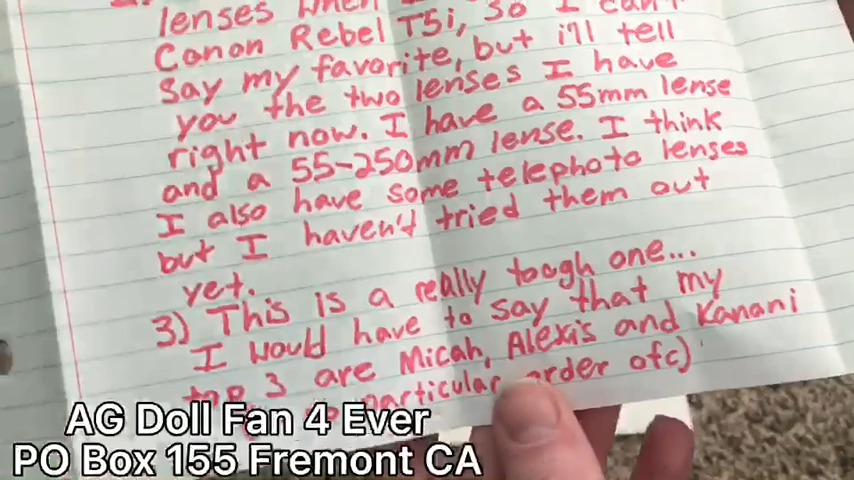 lenses when I
Canon Rebel T5i, so I can't
say my favorite, but i'll tell
you the two lenses I have
right now. I have a 55mm lense
and a 55-250mm lense. I think
I also have some telephoto lenses
but I haven't tried them out
yet.
3) This is a really tough one...
I would have to say that my
top 3 are Micah, Alexis and Kanani
particular order ofc)
AG Doll Fan 4 Ever
PO Box 155 Fremont CA